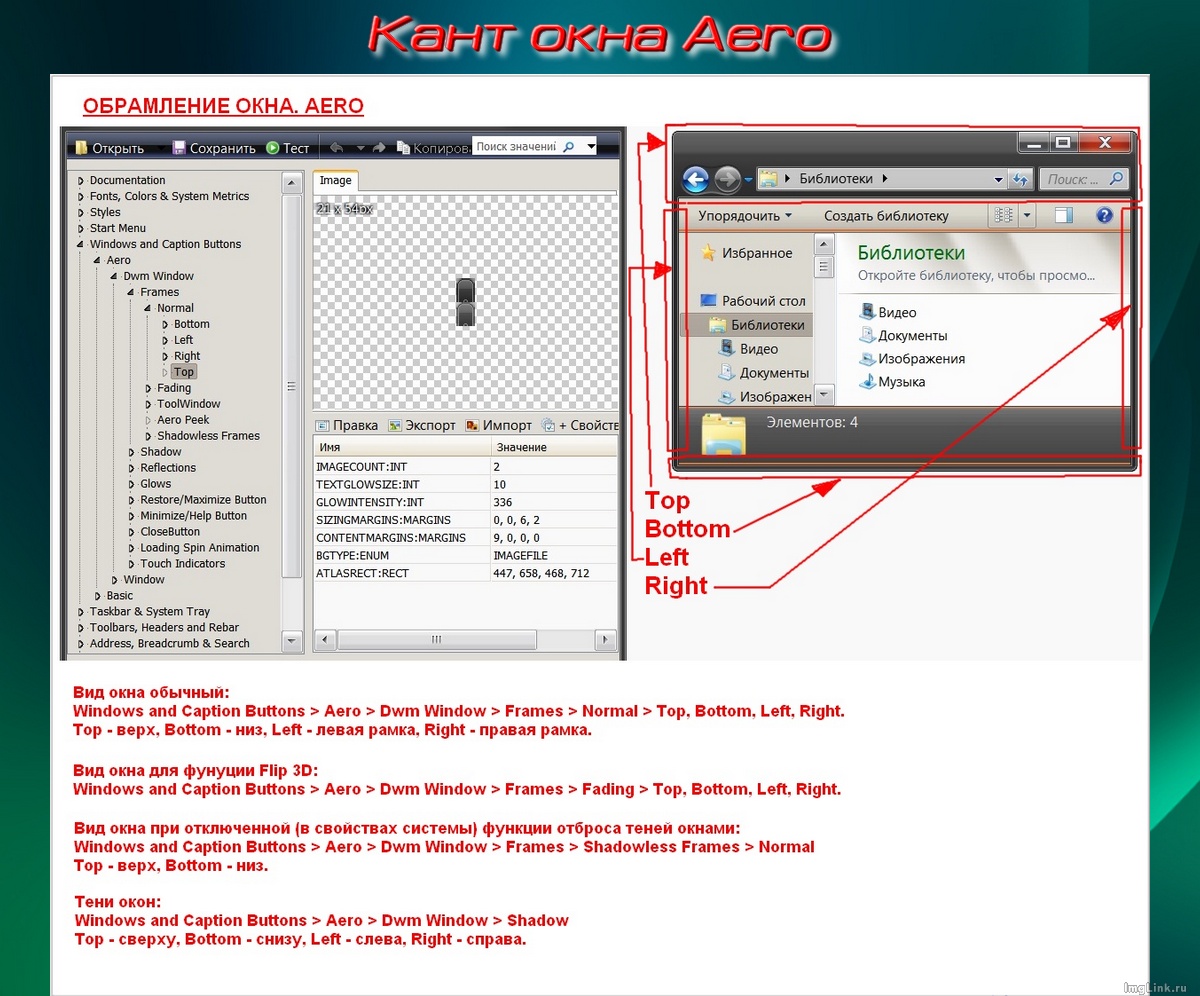 Кант окна Aero
ОБРАМЛЕНИЕ ОКНА. AERO
Открыть Сохранить Тест Копиров. Поиск значени
Documentation
Fonts, Colors & System Metrics
Styles
Start Menu
Windows and Caption Buttons
Aero
Dwm Window
Frames
Normal
Bottom
Left
Right
Top
Fading
ToolWindow
Aero Peek
Shadowless Frames
Shadow
Reflections
Glows
Restore/Maximize Button
Minimize/Help Button
CloseButton
Loading Spin Animation
Touch Indicators
Window
Basic
Taskbar & System Tray
Toolbars, Headers and Rebar
Address, Breadcrumb & Search
Image
21 x 54px
Правка Экспорт Импорт + Свойств
Имя Значение
IMAGECOUNT:INT 2
TEXTGLOWSIZE:INT 10
GLOWINTENSITY:INT 336
SIZINGMARGINS:MARGINS 0, 0, 6, 2
CONTENTMARGINS:MARGINS 9, 0, 0, 0
BGTYPE:ENUM IMAGEFILE
ATLASRECT:RECT 447, 658, 468, 712
Библиотеки Поиск: ...
Упорядочить Создать библиотеку
Избранное
Рабочий стол
Библиотеки
Видео
Документы
Изображен
Библиотеки
Откройте библиотеку, чтобы просмо...
Видео
Документы
Изображения
Музыка
Элементов: 4
Top
Bottom
Left
Right
Вид окна обычный:
Windows and Caption Buttons > Aero > Dwm Window > Frames > Normal > Top, Bottom, Left, Right.
Top - верх, Bottom - низ, Left - левая рамка, Right - правая рамка.
Вид окна для фунуции Flip 3D:
Windows and Caption Buttons > Aero > Dwm Window > Frames > Fading > Top, Bottom, Left, Right.
Вид окна при отключенной (в свойствах системы) функции отброса теней окнами:
Windows and Caption Buttons > Aero > Dwm Window > Frames > Shadowless Frames > Normal
Top - верх, Bottom - низ.
Тени окон:
Windows and Caption Buttons > Aero > Dwm Window > Shadow
Top - сверху, Bottom - снизу, Left - слева, Right - справа.
ImgLink.ru